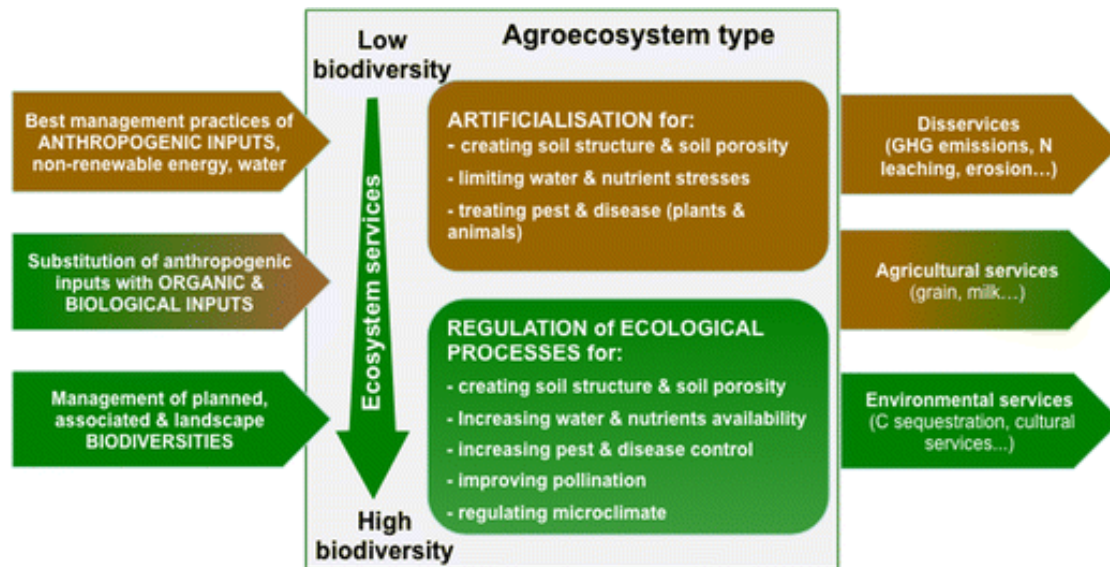 Low
biodiversity
Agroecosystem type
Best management practices of
ANTHROPOGENIC INPUTS,
non-renewable energy, water
Substitution of anthropogenic
inputs with ORGANIC &
BIOLOGICAL INPUTS
Management of planned,
associated & landscape
BIODIVERSITIES
Ecosystem services
High
biodiversity
ARTIFICIALISATION for:
- creating soil structure & soil porosity
- limiting water & nutrient stresses
- treating pest & disease (plants &
animals)
REGULATION of ECOLOGICAL
PROCESSES for:
- creating soil structure & soil porosity
- Increasing water & nutrients availability
- increasing pest & disease control
- improving pollination
- regulating microclimate
Disservices
(GHG emissions, N
leaching, erosion...)
Agricultural services
(grain, milk...)
Environmental services
(C sequestration, cultural
services...)